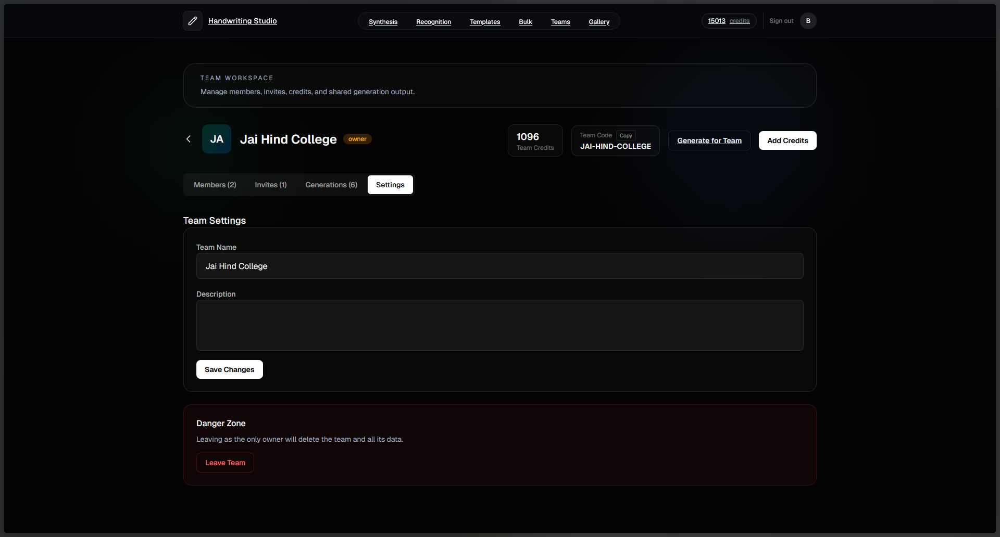 Handwriting Studio
Synthesis Recognition Templates Bulk Teams Gallery
15013 credits
Sign out
B
TEAM WORKSPACE
Manage members, invites, credits, and shared generation output.
JA
Jai Hind College
owner
1096
Team Credits
Team Code Copy
JAI-HIND-COLLEGE
Generate for Team
Add Credits
Members (2) Invites (1) Generations (6) Settings
Team Settings
Team Name
Jai Hind College
Description
Save Changes
Danger Zone
Leaving as the only owner will delete the team and all its data.
Leave Team